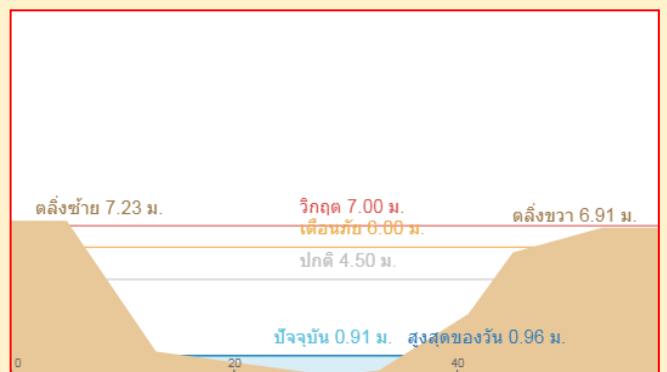 ตลิ่งซ้าย 7.23 ม.
วิกฤต 7.00 ม.
ตลิ่งขวา 6.91 ม.
เตือนภัย 6.00 ม.
ปกติ 4.50 ม.
ปัจจุบัน 0.91 ม. สูงสุดของวัน 0.96 ม.
0 20 40